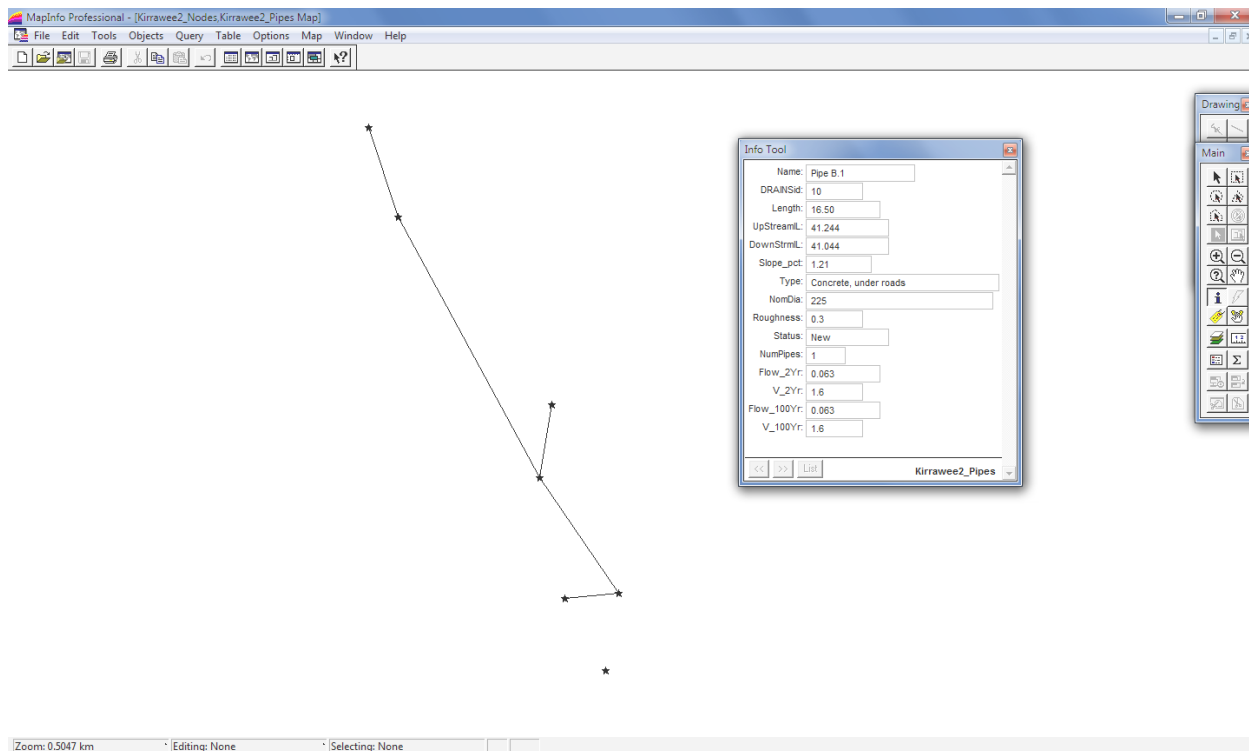 MapInfo Professional - [Kirrawee2_Nodes,Kirrawee2_Pipes Map]
File Edit Tools Objects Query Table Options Map Window Help
Drawing
Main
Info Tool
Name: Pipe B.1
DRAINSid: 10
Length: 16.50
UpStreamIL: 41.244
DownStrmIL: 41.044
Slope_pct: 1.21
Type: Concrete, under roads
NomDia: 225
Roughness: 0.3
Status: New
NumPipes: 1
Flow_2Yr: 0.063
V_2Yr: 1.6
Flow_100Yr: 0.063
V_100Yr: 1.6
<< >> List Kirrawee2_Pipes
Zoom: 0.5047 km Editing: None Selecting: None